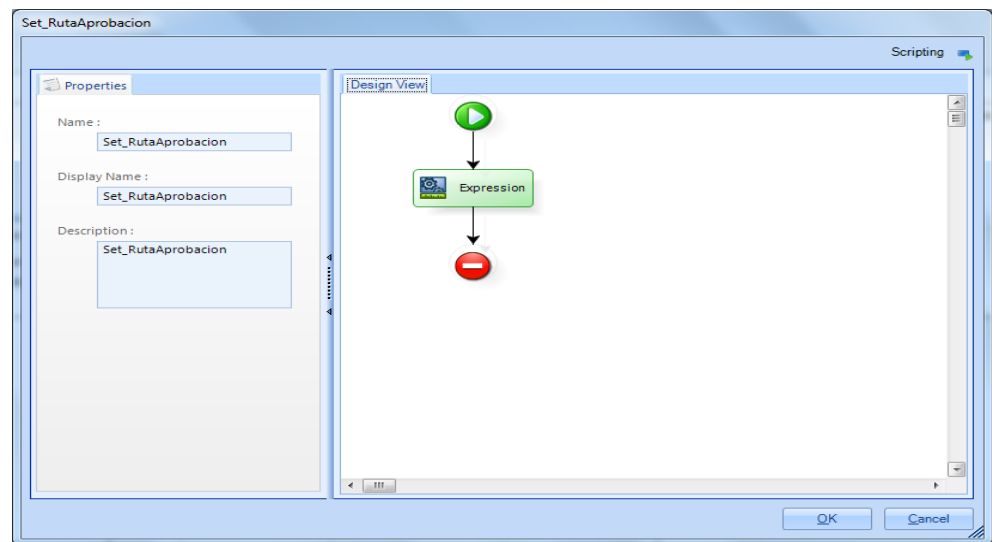 Set_RutaAprobacion
Scripting
Properties
Name :
Set_RutaAprobacion
Display Name :
Set_RutaAprobacion
Description :
Set_RutaAprobacion
Design View
Expression
OK
Cancel